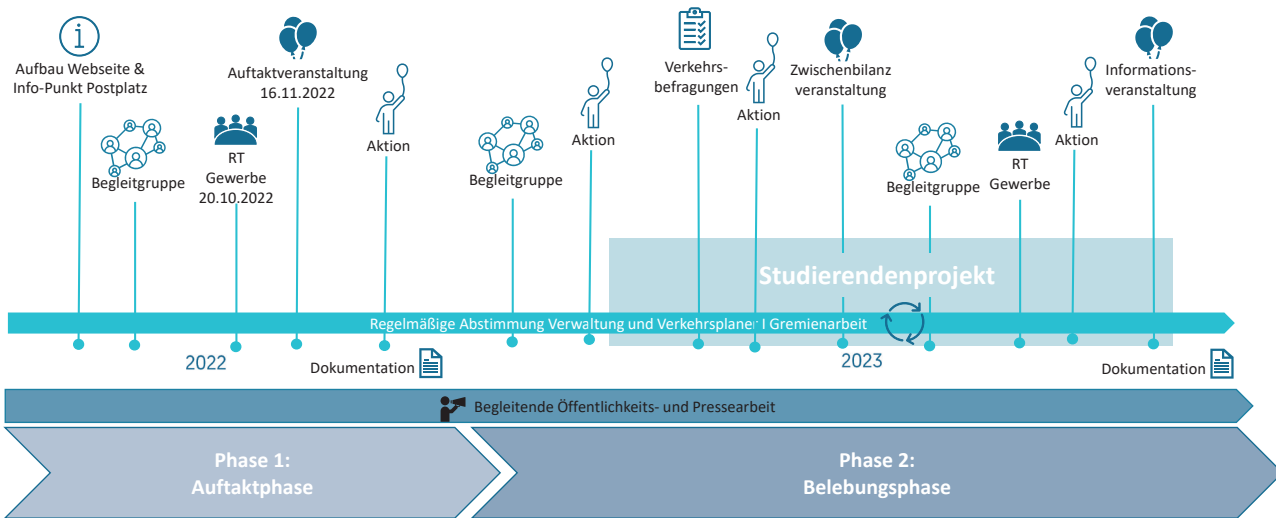 Aufbau Webseite &
Info-Punkt Postplatz
Begleitgruppe
RT
Gewerbe
20.10.2022
Auftaktveranstaltung
16.11.2022
Aktion
Begleitgruppe
Aktion
Verkehrs-
befragungen
Aktion
Zwischenbilanz
veranstaltung
Begleitgruppe
RT
Gewerbe
Aktion
Informations-
veranstaltung
Studierendenprojekt
Regelmäßige Abstimmung Verwaltung und Verkehrsplaner I Gremienarbeit
2022
Dokumentation
2023
Dokumentation
Begleitende Öffentlichkeits- und Pressearbeit
Phase 1:
Auftaktphase
Phase 2:
Belebungsphase